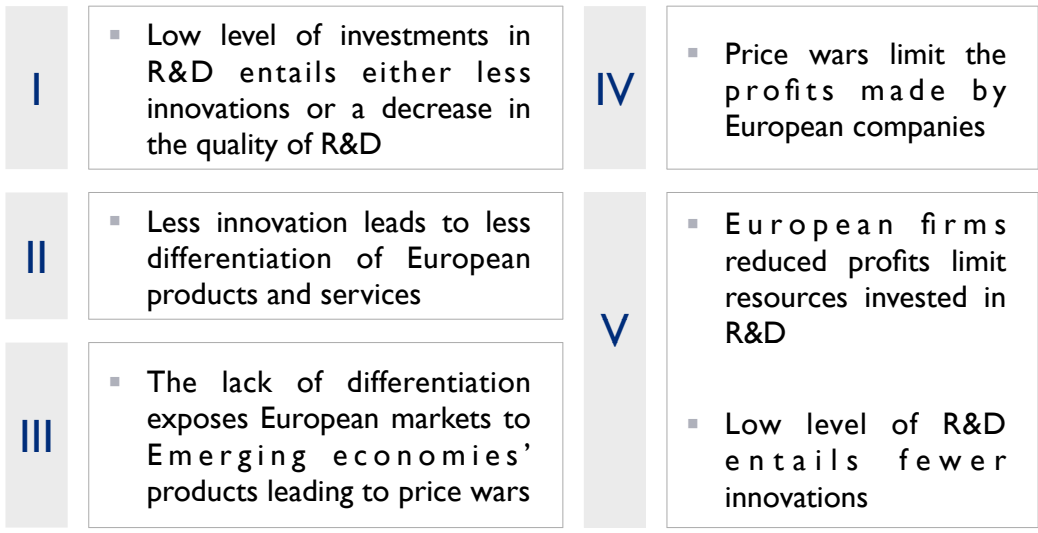 I
▪ Low level of investments in
R&D entails either less
innovations or a decrease in
the quality of R&D
II
▪ Less innovation leads to less
differentiation of European
products and services
III
▪ The lack of differentiation
exposes European markets to
Emerging economies’
products leading to price wars
IV
▪ Price wars limit the
profits made by
European companies
V
▪ European firms
reduced profits limit
resources invested in
R&D
▪ Low level of R&D
entails fewer
innovations